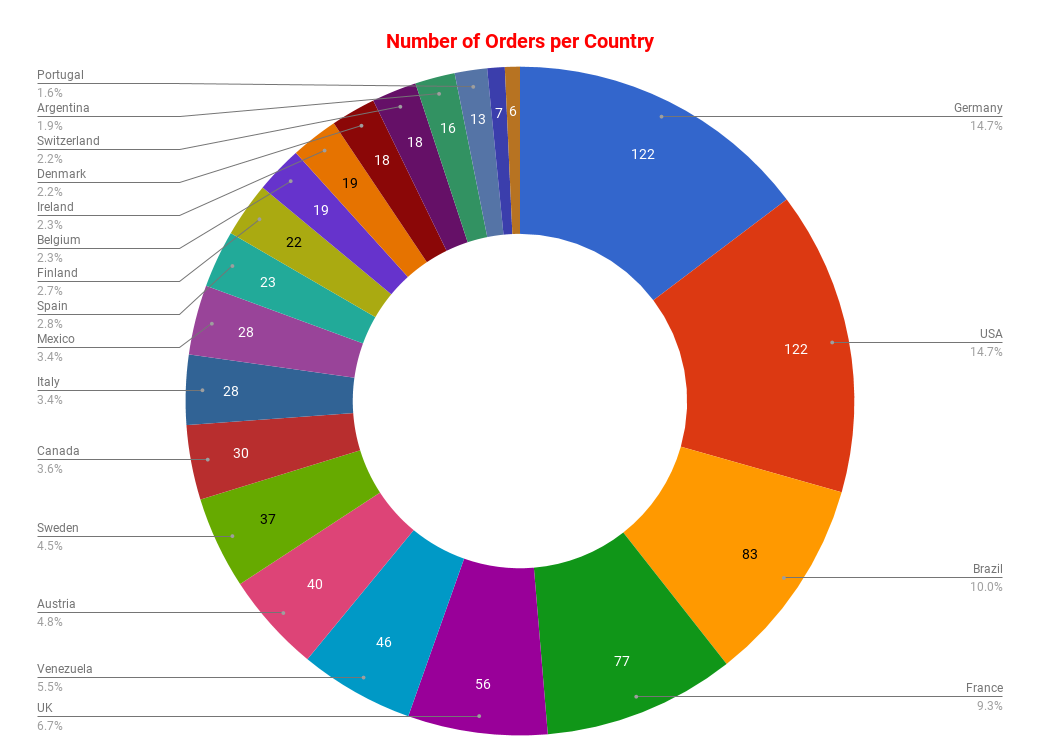 Number of Orders per Country
Portugal
1.6%
Argentina
1.9%
Switzerland
2.2%
Denmark
2.2%
Ireland
2.3%
Belgium
2.3%
Finland
2.7%
Spain
2.8%
Mexico
3.4%
Italy
3.4%
Canada
3.6%
Sweden
4.5%
Austria
4.8%
Venezuela
5.5%
UK
6.7%
Germany
14.7%
USA
14.7%
Brazil
10.0%
France
9.3%
122
122
83
77
56
46
40
37
30
28
28
23
22
19
19
18
18
16
13
7
6